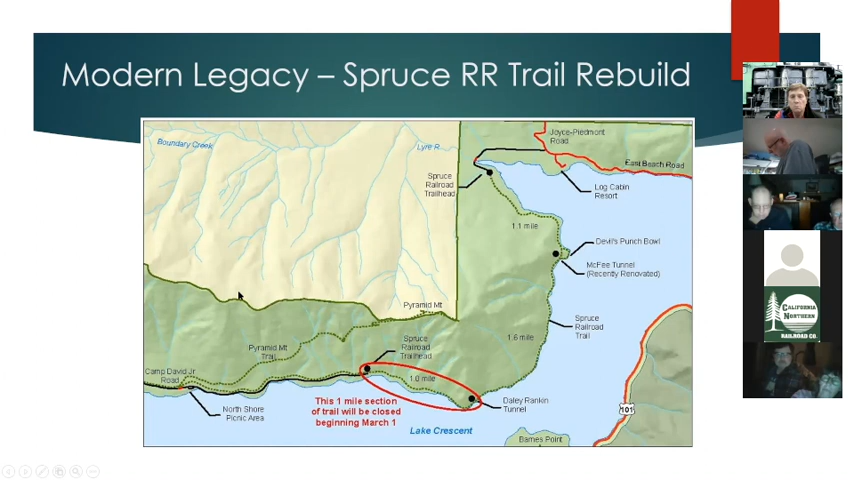 Modern Legacy – Spruce RR Trail Rebuild
Boundary Creek
Lyre R.
Joyce-Piedmont
Road
East Beach Road
Spruce
Railroad
Trailhead
Log Cabin
Resort
1.1 mile
Devil's Punch Bowl
McFee Tunnel
(Recently Renovated)
Pyramid Mt
Spruce
Railroad
Trail
1.6 mile
Pyramid Mt
Trail
Spruce
Railroad
Trailhead
Camp David Jr.
Road
1.0 mile
North Shore
Picnic Area
This 1 mile section
of trail will be closed
beginning March 1
Daley Rankin
Tunnel
101
Lake Crescent
Barnes Point
CALIFORNIA
NORTHERN
RAILROAD CO.